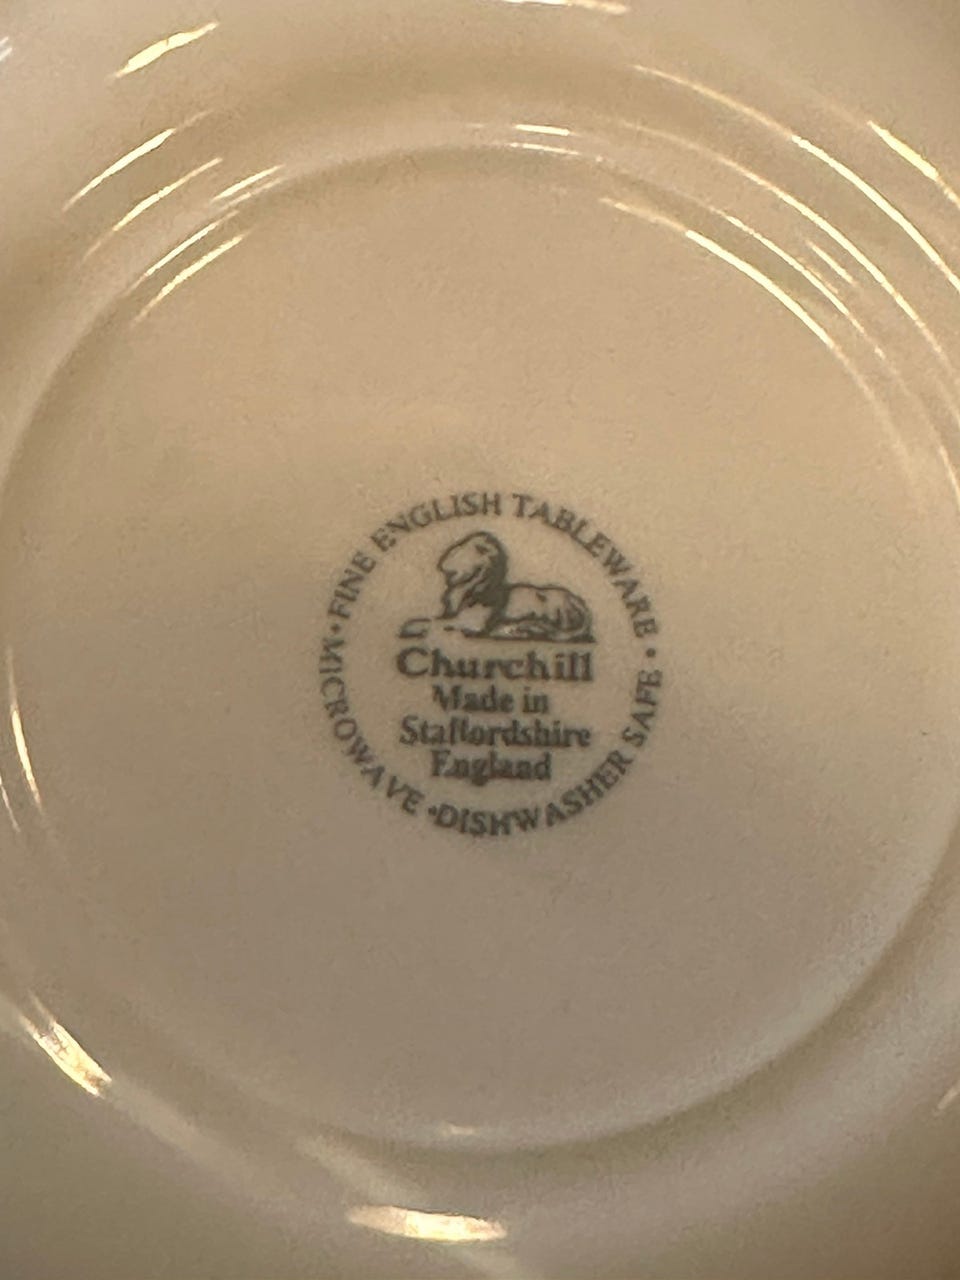 • FINE ENGLISH TABLEWARE •
Churchill
Made in
Staffordshire
England
MICROWAVE • DISHWASHER SAFE